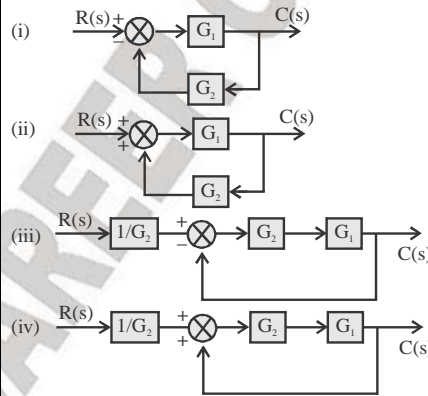 (i) R(s) + − G₁ C(s)
G₂
(ii) R(s) + + G₁ C(s)
G₂
(iii) R(s) 1/G₂ + − G₂ G₁ C(s)
(iv) R(s) 1/G₂ + + G₂ G₁ C(s)